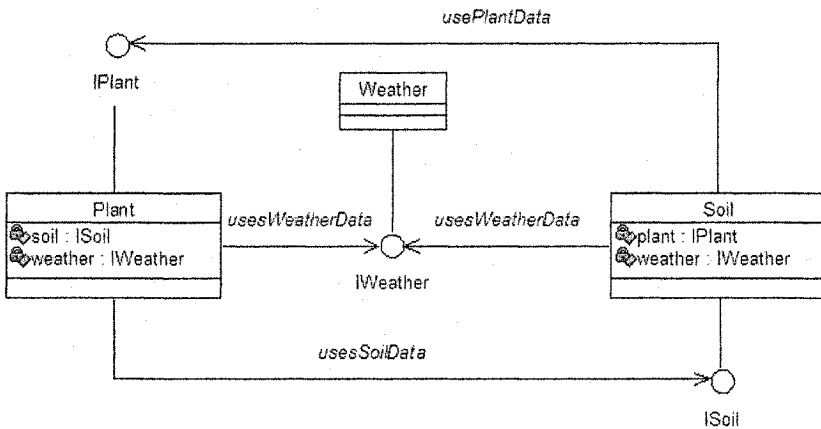 usePlantData
IPlant
Weather
Plant
soil : ISoil
weather : IWeather
usesWeatherData
usesWeatherData
IWeather
Soil
plant : IPlant
weather : IWeather
usesSoilData
ISoil